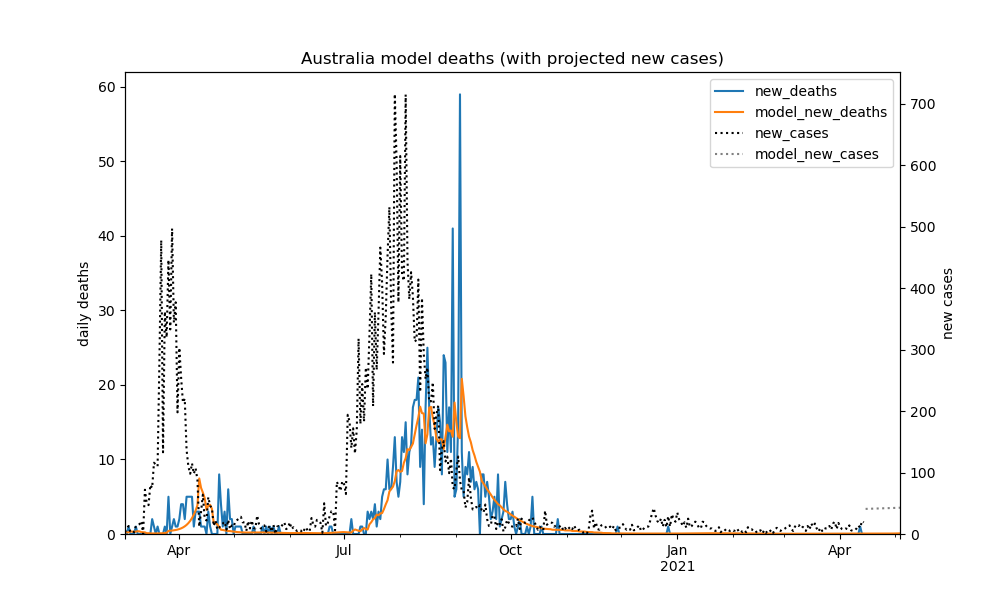 Australia model deaths (with projected new cases)
new_deaths
model_new_deaths
new_cases
model_new_cases
daily deaths
new cases
60
50
40
30
20
10
0
700
600
500
400
300
200
100
0
Apr
Jul
Oct
Jan
2021
Apr